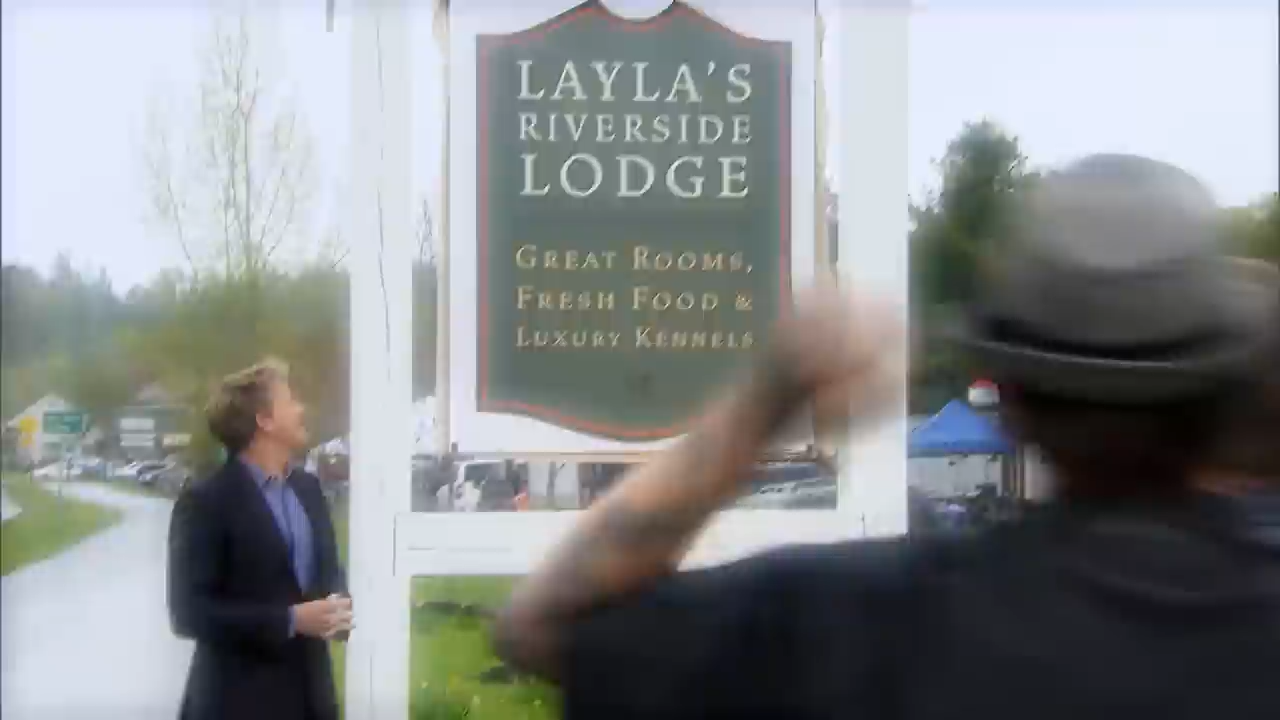 LAYLA'S
RIVERSIDE
LODGE
GREAT ROOMS,
FRESH FOOD &
LUXURY KENNELS